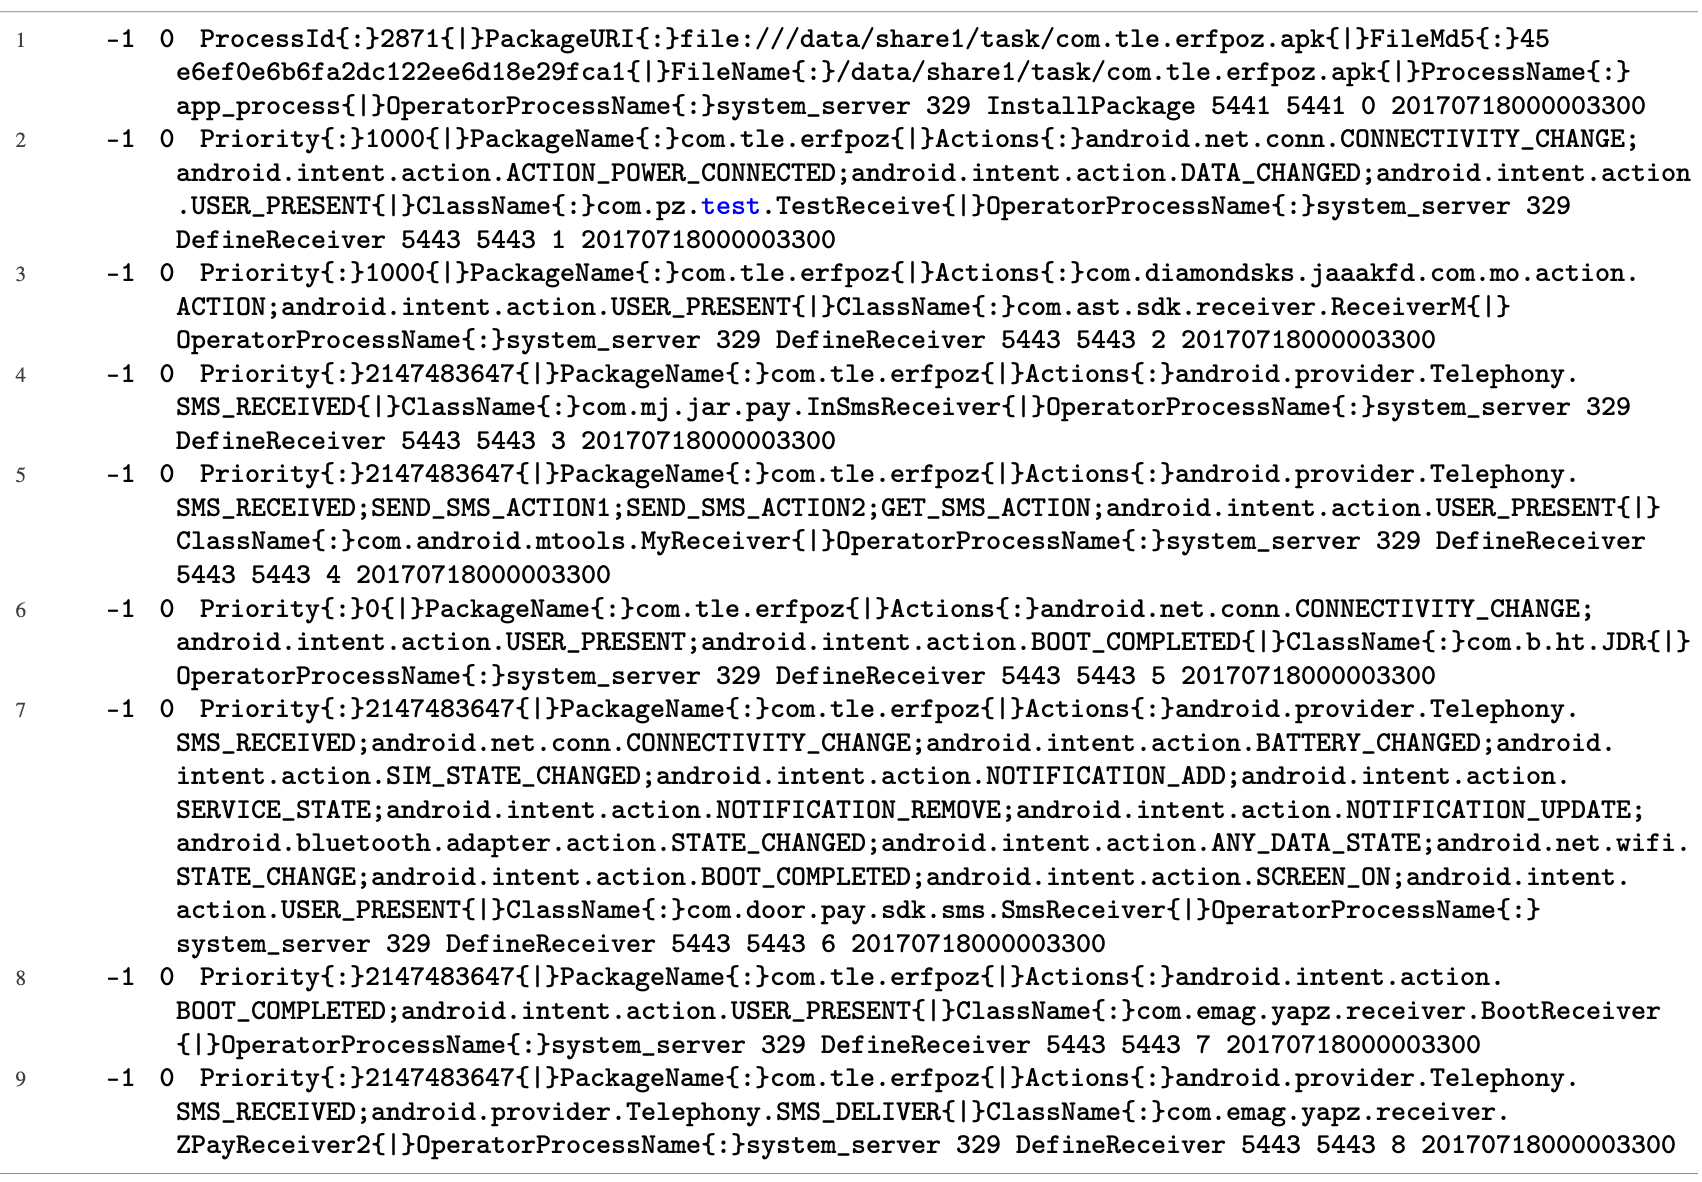 1 -1 0 ProcessId{:}2871{|}PackageURI{:}file:///data/share1/task/com.tle.erfpoz.apk{|}FileMd5{:}45
e6ef0e6b6fa2dc122ee6d18e29fca1{|}FileName{:}/data/share1/task/com.tle.erfpoz.apk{|}ProcessName{:}
app_process{|}OperatorProcessName{:}system_server 329 InstallPackage 5441 5441 0 20170718000003300
2 -1 0 Priority{:}1000{|}PackageName{:}com.tle.erfpoz{|}Actions{:}android.net.conn.CONNECTIVITY_CHANGE;
android.intent.action.ACTION_POWER_CONNECTED;android.intent.action.DATA_CHANGED;android.intent.action
.USER_PRESENT{|}ClassName{:}com.pz.test.TestReceive{|}OperatorProcessName{:}system_server 329
DefineReceiver 5443 5443 1 20170718000003300
3 -1 0 Priority{:}1000{|}PackageName{:}com.tle.erfpoz{|}Actions{:}com.diamondsks.jaaakfd.com.mo.action.
ACTION;android.intent.action.USER_PRESENT{|}ClassName{:}com.ast.sdk.receiver.ReceiverM{|}
OperatorProcessName{:}system_server 329 DefineReceiver 5443 5443 2 20170718000003300
4 -1 0 Priority{:}2147483647{|}PackageName{:}com.tle.erfpoz{|}Actions{:}android.provider.Telephony.
SMS_RECEIVED{|}ClassName{:}com.mj.jar.pay.InSmsReceiver{|}OperatorProcessName{:}system_server 329
DefineReceiver 5443 5443 3 20170718000003300
5 -1 0 Priority{:}2147483647{|}PackageName{:}com.tle.erfpoz{|}Actions{:}android.provider.Telephony.
SMS_RECEIVED;SEND_SMS_ACTION1;SEND_SMS_ACTION2;GET_SMS_ACTION;android.intent.action.USER_PRESENT{|}
ClassName{:}com.android.mtools.MyReceiver{|}OperatorProcessName{:}system_server 329 DefineReceiver
5443 5443 4 20170718000003300
6 -1 0 Priority{:}0{|}PackageName{:}com.tle.erfpoz{|}Actions{:}android.net.conn.CONNECTIVITY_CHANGE;
android.intent.action.USER_PRESENT;android.intent.action.BOOT_COMPLETED{|}ClassName{:}com.b.ht.JDR{|}
OperatorProcessName{:}system_server 329 DefineReceiver 5443 5443 5 20170718000003300
7 -1 0 Priority{:}2147483647{|}PackageName{:}com.tle.erfpoz{|}Actions{:}android.provider.Telephony.
SMS_RECEIVED;android.net.conn.CONNECTIVITY_CHANGE;android.intent.action.BATTERY_CHANGED;android.
intent.action.SIM_STATE_CHANGED;android.intent.action.NOTIFICATION_ADD;android.intent.action.
SERVICE_STATE;android.intent.action.NOTIFICATION_REMOVE;android.intent.action.NOTIFICATION_UPDATE;
android.bluetooth.adapter.action.STATE_CHANGED;android.intent.action.ANY_DATA_STATE;android.net.wifi.
STATE_CHANGE;android.intent.action.BOOT_COMPLETED;android.intent.action.SCREEN_ON;android.intent.
action.USER_PRESENT{|}ClassName{:}com.door.pay.sdk.sms.SmsReceiver{|}OperatorProcessName{:}
system_server 329 DefineReceiver 5443 5443 6 20170718000003300
8 -1 0 Priority{:}2147483647{|}PackageName{:}com.tle.erfpoz{|}Actions{:}android.intent.action.
BOOT_COMPLETED;android.intent.action.USER_PRESENT{|}ClassName{:}com.emag.yapz.receiver.BootReceiver
{|}OperatorProcessName{:}system_server 329 DefineReceiver 5443 5443 7 20170718000003300
9 -1 0 Priority{:}2147483647{|}PackageName{:}com.tle.erfpoz{|}Actions{:}android.provider.Telephony.
SMS_RECEIVED;android.provider.Telephony.SMS_DELIVER{|}ClassName{:}com.emag.yapz.receiver.
ZPayReceiver2{|}OperatorProcessName{:}system_server 329 DefineReceiver 5443 5443 8 20170718000003300